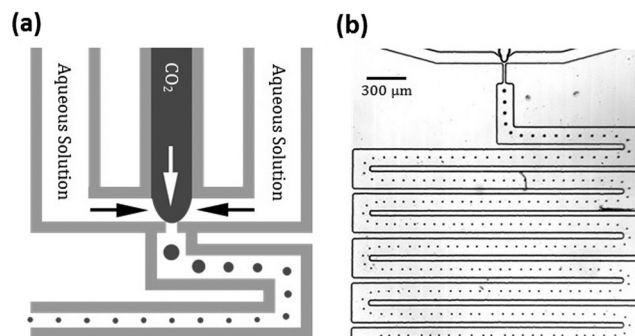 (a)
(b)
Aqueous Solution
CO2
Aqueous Solution
300 μm